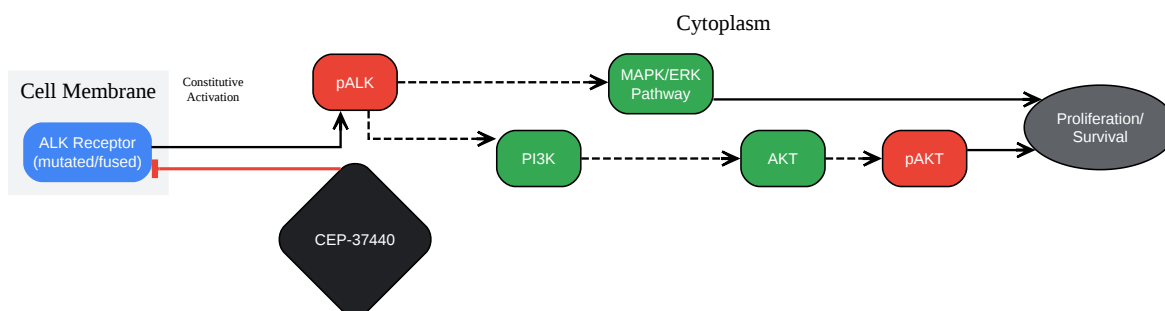 Cytoplasm
Cell Membrane
Constitutive
Activation
pALK
MAPK/ERK
Pathway
ALK Receptor
(mutated/fused)
Proliferation/
Survival
PI3K
AKT
pAKT
CEP-37440